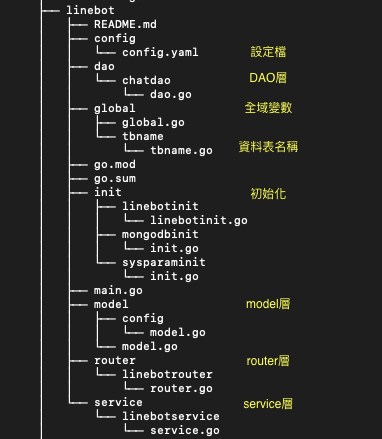 linebot
README.md
config
config.yaml 設定檔
dao DAO層
chatdao
dao.go
global 全域變數
global.go
tbname
tbname.go 資料表名稱
go.mod
go.sum
init 初始化
linebotinit
linebotinit.go
mongodbinit
init.go
sysparaminit
init.go
main.go
model model層
config
model.go
model.go
router router層
linebotrouter
router.go
service service層
linebotservice
service.go